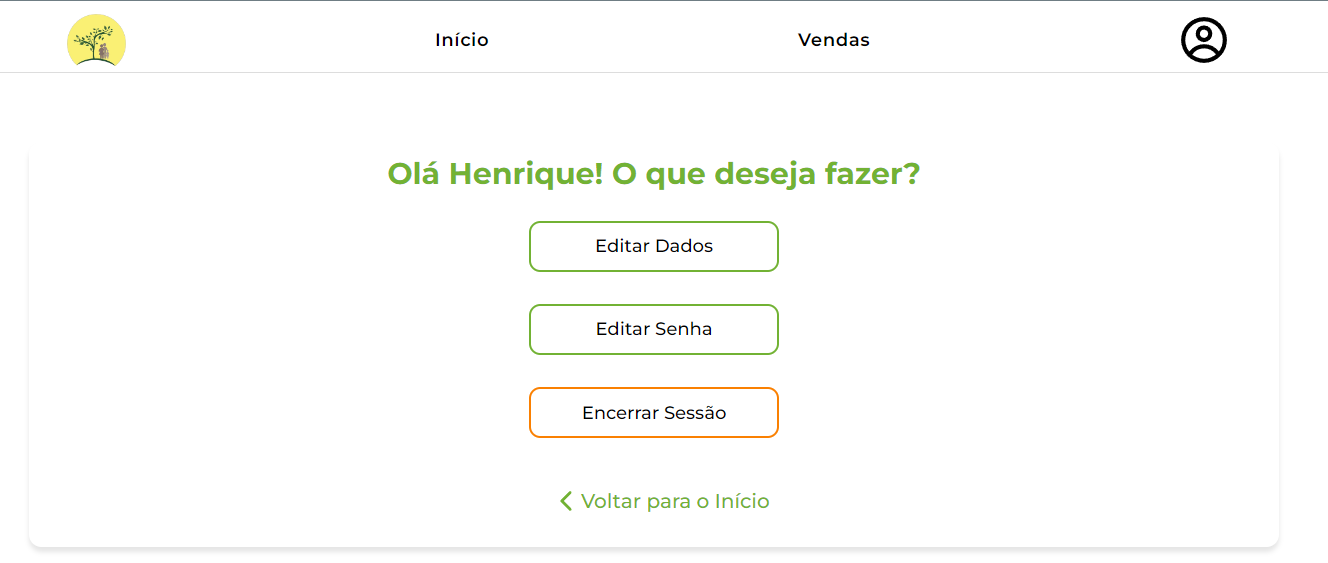 Início
Vendas
Olá Henrique! O que deseja fazer?
Editar Dados
Editar Senha
Encerrar Sessão
Voltar para o Início